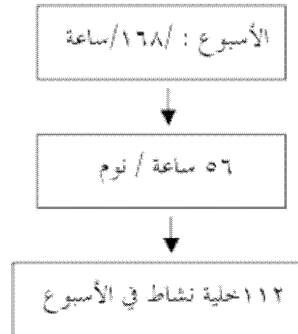 الأسبوع : /١٦٨/ساعة
٥٦ ساعة / نوم
١١٢خلية نشاط في الأسبوع